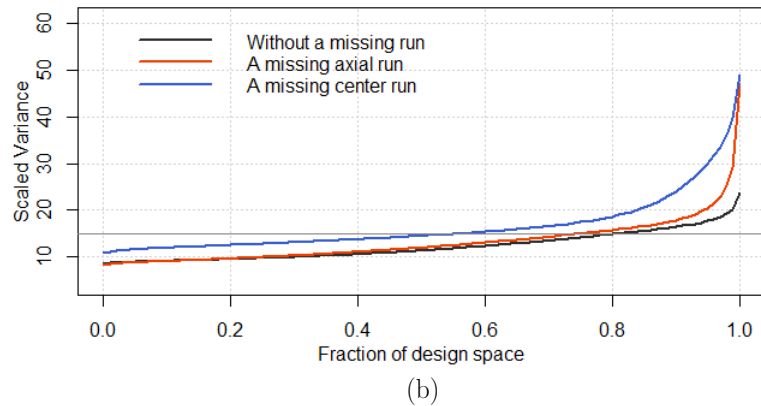 Scaled Variance
60
50
40
30
20
10
Without a missing run
A missing axial run
A missing center run
0.0 0.2 0.4 0.6 0.8 1.0
Fraction of design space
(b)